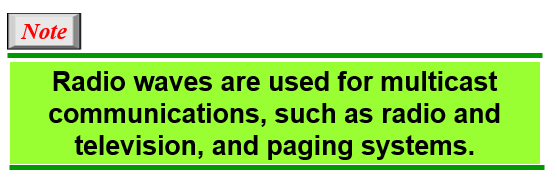 Note
Radio waves are used for multicast
communications, such as radio and
television, and paging systems.